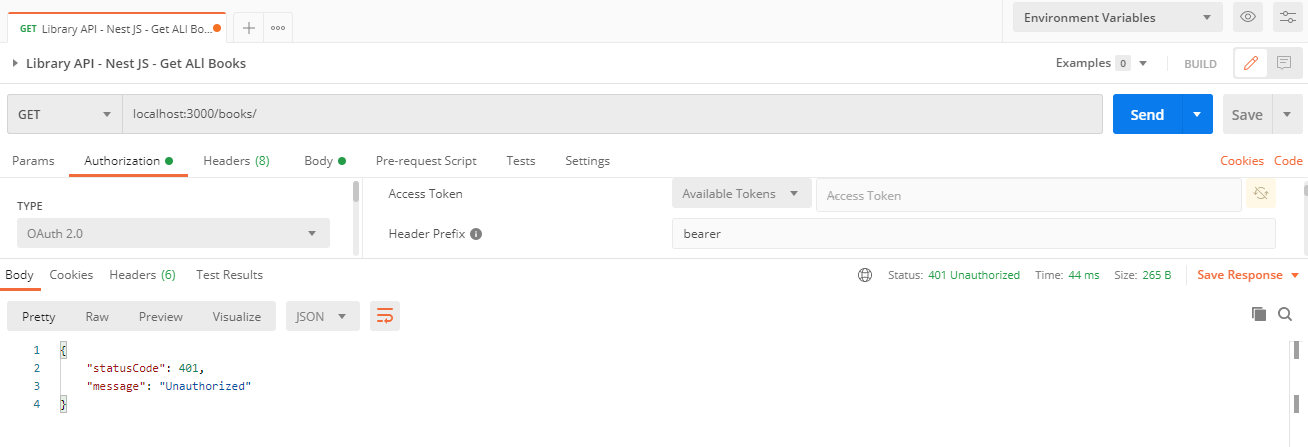 GET Library API - Nest JS - Get ALl Bo...
Environment Variables
Library API - Nest JS - Get ALl Books
Examples 0
BUILD
GET localhost:3000/books/
Send
Save
Params Authorization Headers (8) Body Pre-request Script Tests Settings
Cookies Code
TYPE
OAuth 2.0
Access Token Available Tokens Access Token
Header Prefix bearer
Body Cookies Headers (6) Test Results
Status: 401 Unauthorized Time: 44 ms Size: 265 B
Save Response
Pretty Raw Preview Visualize JSON
1 {
2 "statusCode": 401,
3 "message": "Unauthorized"
4 }